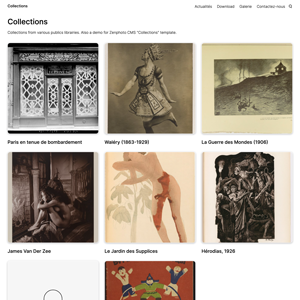 Collections
Actualités Download Galerie Contactez-nous
Collections
Collections from various publics libraries. Also a demo for Zenphoto CMS "Collections" template.
Paris en tenue de bombardement
Waléry (1863-1929)
La Guerre des Mondes (1906)
James Van Der Zee
Le Jardin des Supplices
Hérodias, 1926